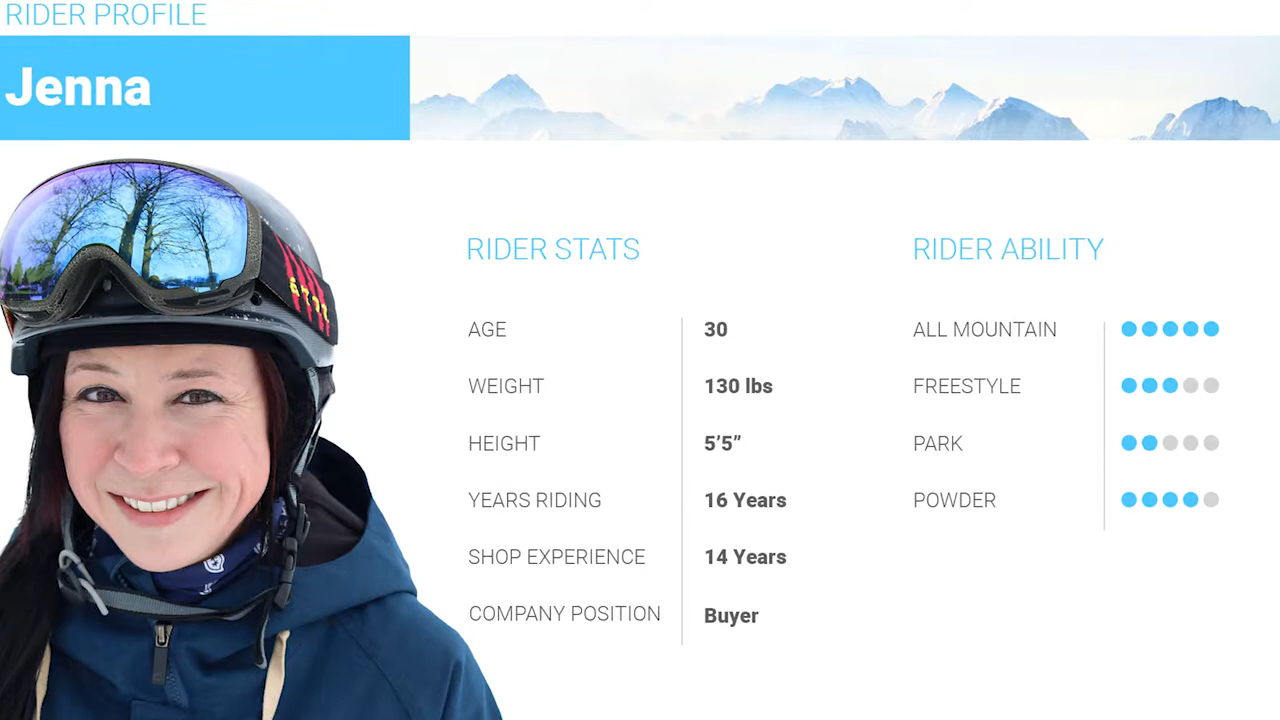 RIDER PROFILE
Jenna
RIDER STATS
AGE 30
WEIGHT 130 lbs
HEIGHT 5’5”
YEARS RIDING 16 Years
SHOP EXPERIENCE 14 Years
COMPANY POSITION Buyer
RIDER ABILITY
ALL MOUNTAIN
FREESTYLE
PARK
POWDER